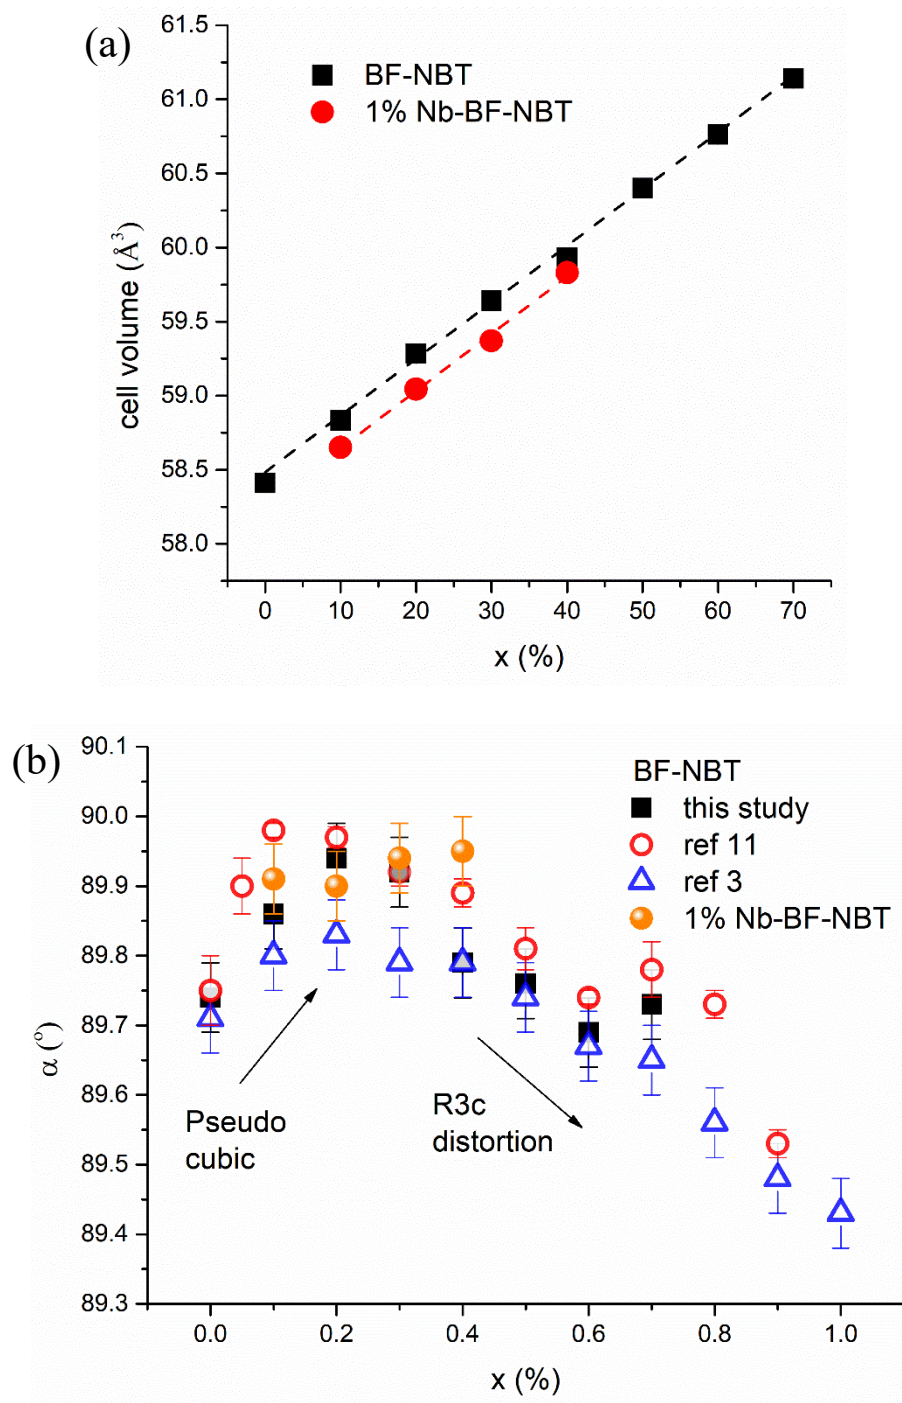 (a)
61.5
61.0
60.5
60.0
59.5
59.0
58.5
58.0
cell volume (Å³)
BF-NBT
1% Nb-BF-NBT
0 10 20 30 40 50 60 70
x (%)
(b)
90.1
90.0
89.9
89.8
89.7
89.6
89.5
89.4
89.3
α (°)
BF-NBT
this study
ref 11
ref 3
1% Nb-BF-NBT
Pseudo
cubic
R3c
distortion
0.0 0.2 0.4 0.6 0.8 1.0
x (%)